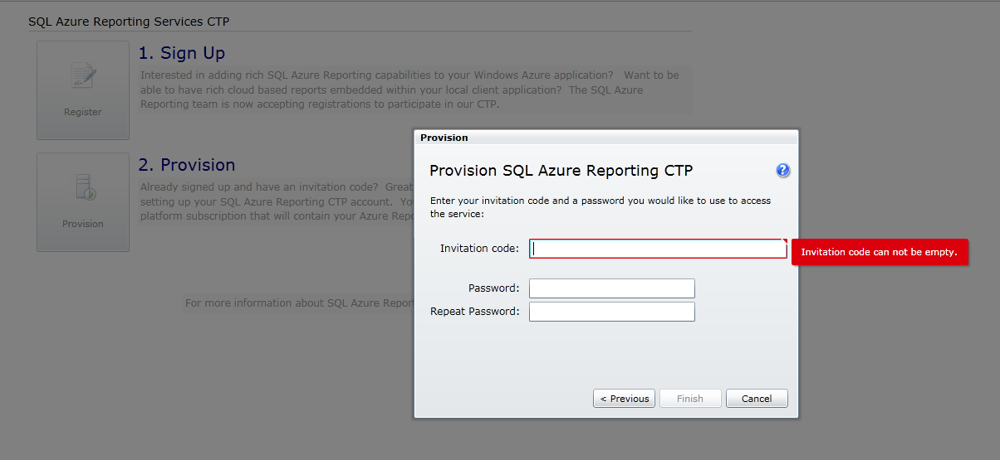 SQL Azure Reporting Services CTP
1. Sign Up
Interested in adding rich SQL Azure Reporting capabilities to your Windows Azure application? Want to
be able to have rich cloud based reports embedded within your local client application? The SQL Azure
Reporting team is now accepting registrations to participate in our CTP.
Register
2. Provision
Already signed up and have an invitation code? Great
setting up your SQL Azure Reporting CTP account. Yo
platform subscription that will contain your Azure Repo
Provision
For more information about SQL Azure Report
Provision
Provision SQL Azure Reporting CTP
?
Enter your invitation code and a password you would like to use to access
the service:
Invitation code:
Invitation code can not be empty.
Password:
Repeat Password:
< Previous
Finish
Cancel